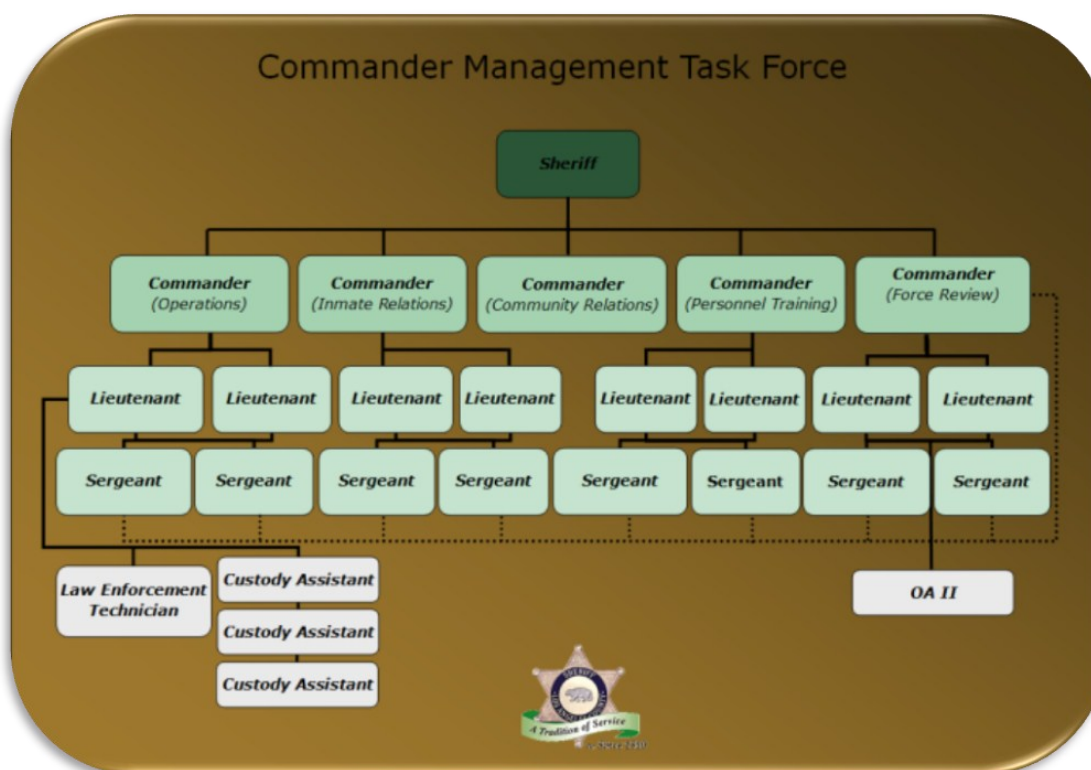 Commander Management Task Force
Sheriff
Commander
(Operations)
Commander
(Inmate Relations)
Commander
(Community Relations)
Commander
(Personnel Training)
Commander
(Force Review)
Lieutenant
Lieutenant
Lieutenant
Lieutenant
Lieutenant
Lieutenant
Lieutenant
Lieutenant
Sergeant
Sergeant
Sergeant
Sergeant
Sergeant
Sergeant
Sergeant
Sergeant
Law Enforcement
Technician
Custody Assistant
Custody Assistant
Custody Assistant
OA II
SHERIFF
A Tradition of Service